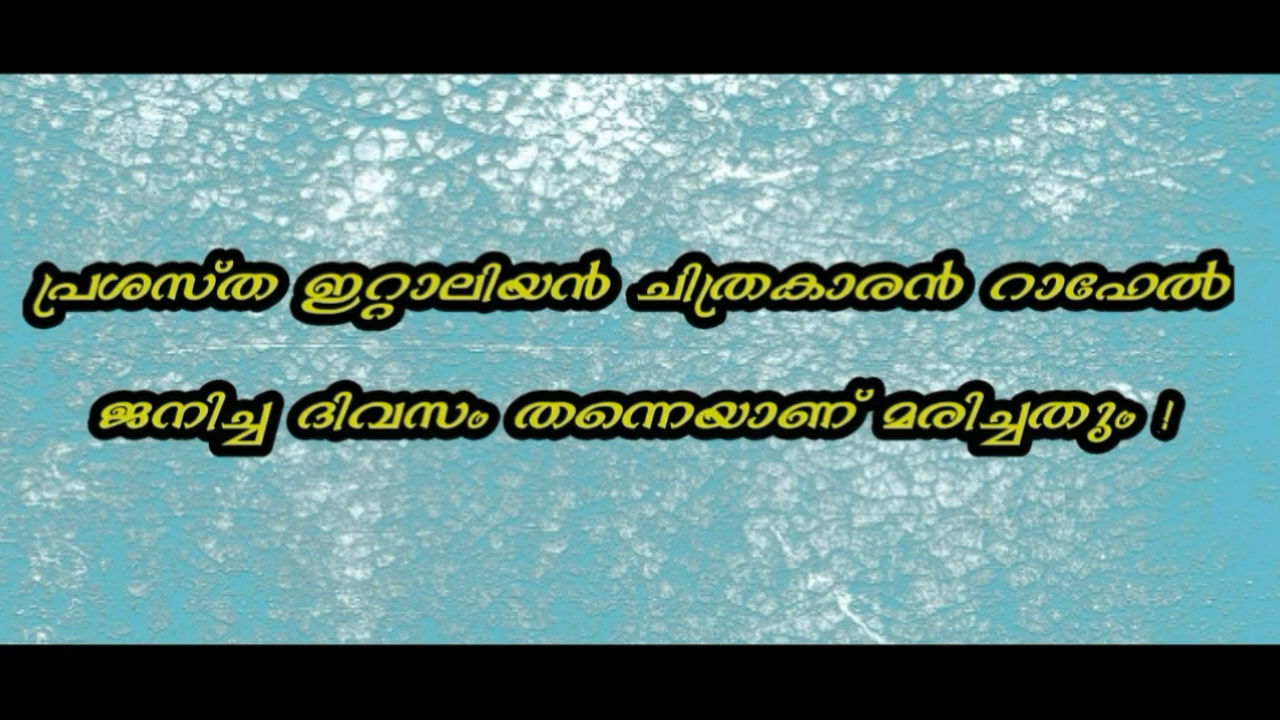 പ്രശസ്ത ഇറ്റാലിയൻ ചിത്രകാരൻ റാഫേൽ
ജനിച്ച ദിവസം തന്നെയാണ് മരിച്ചതും !